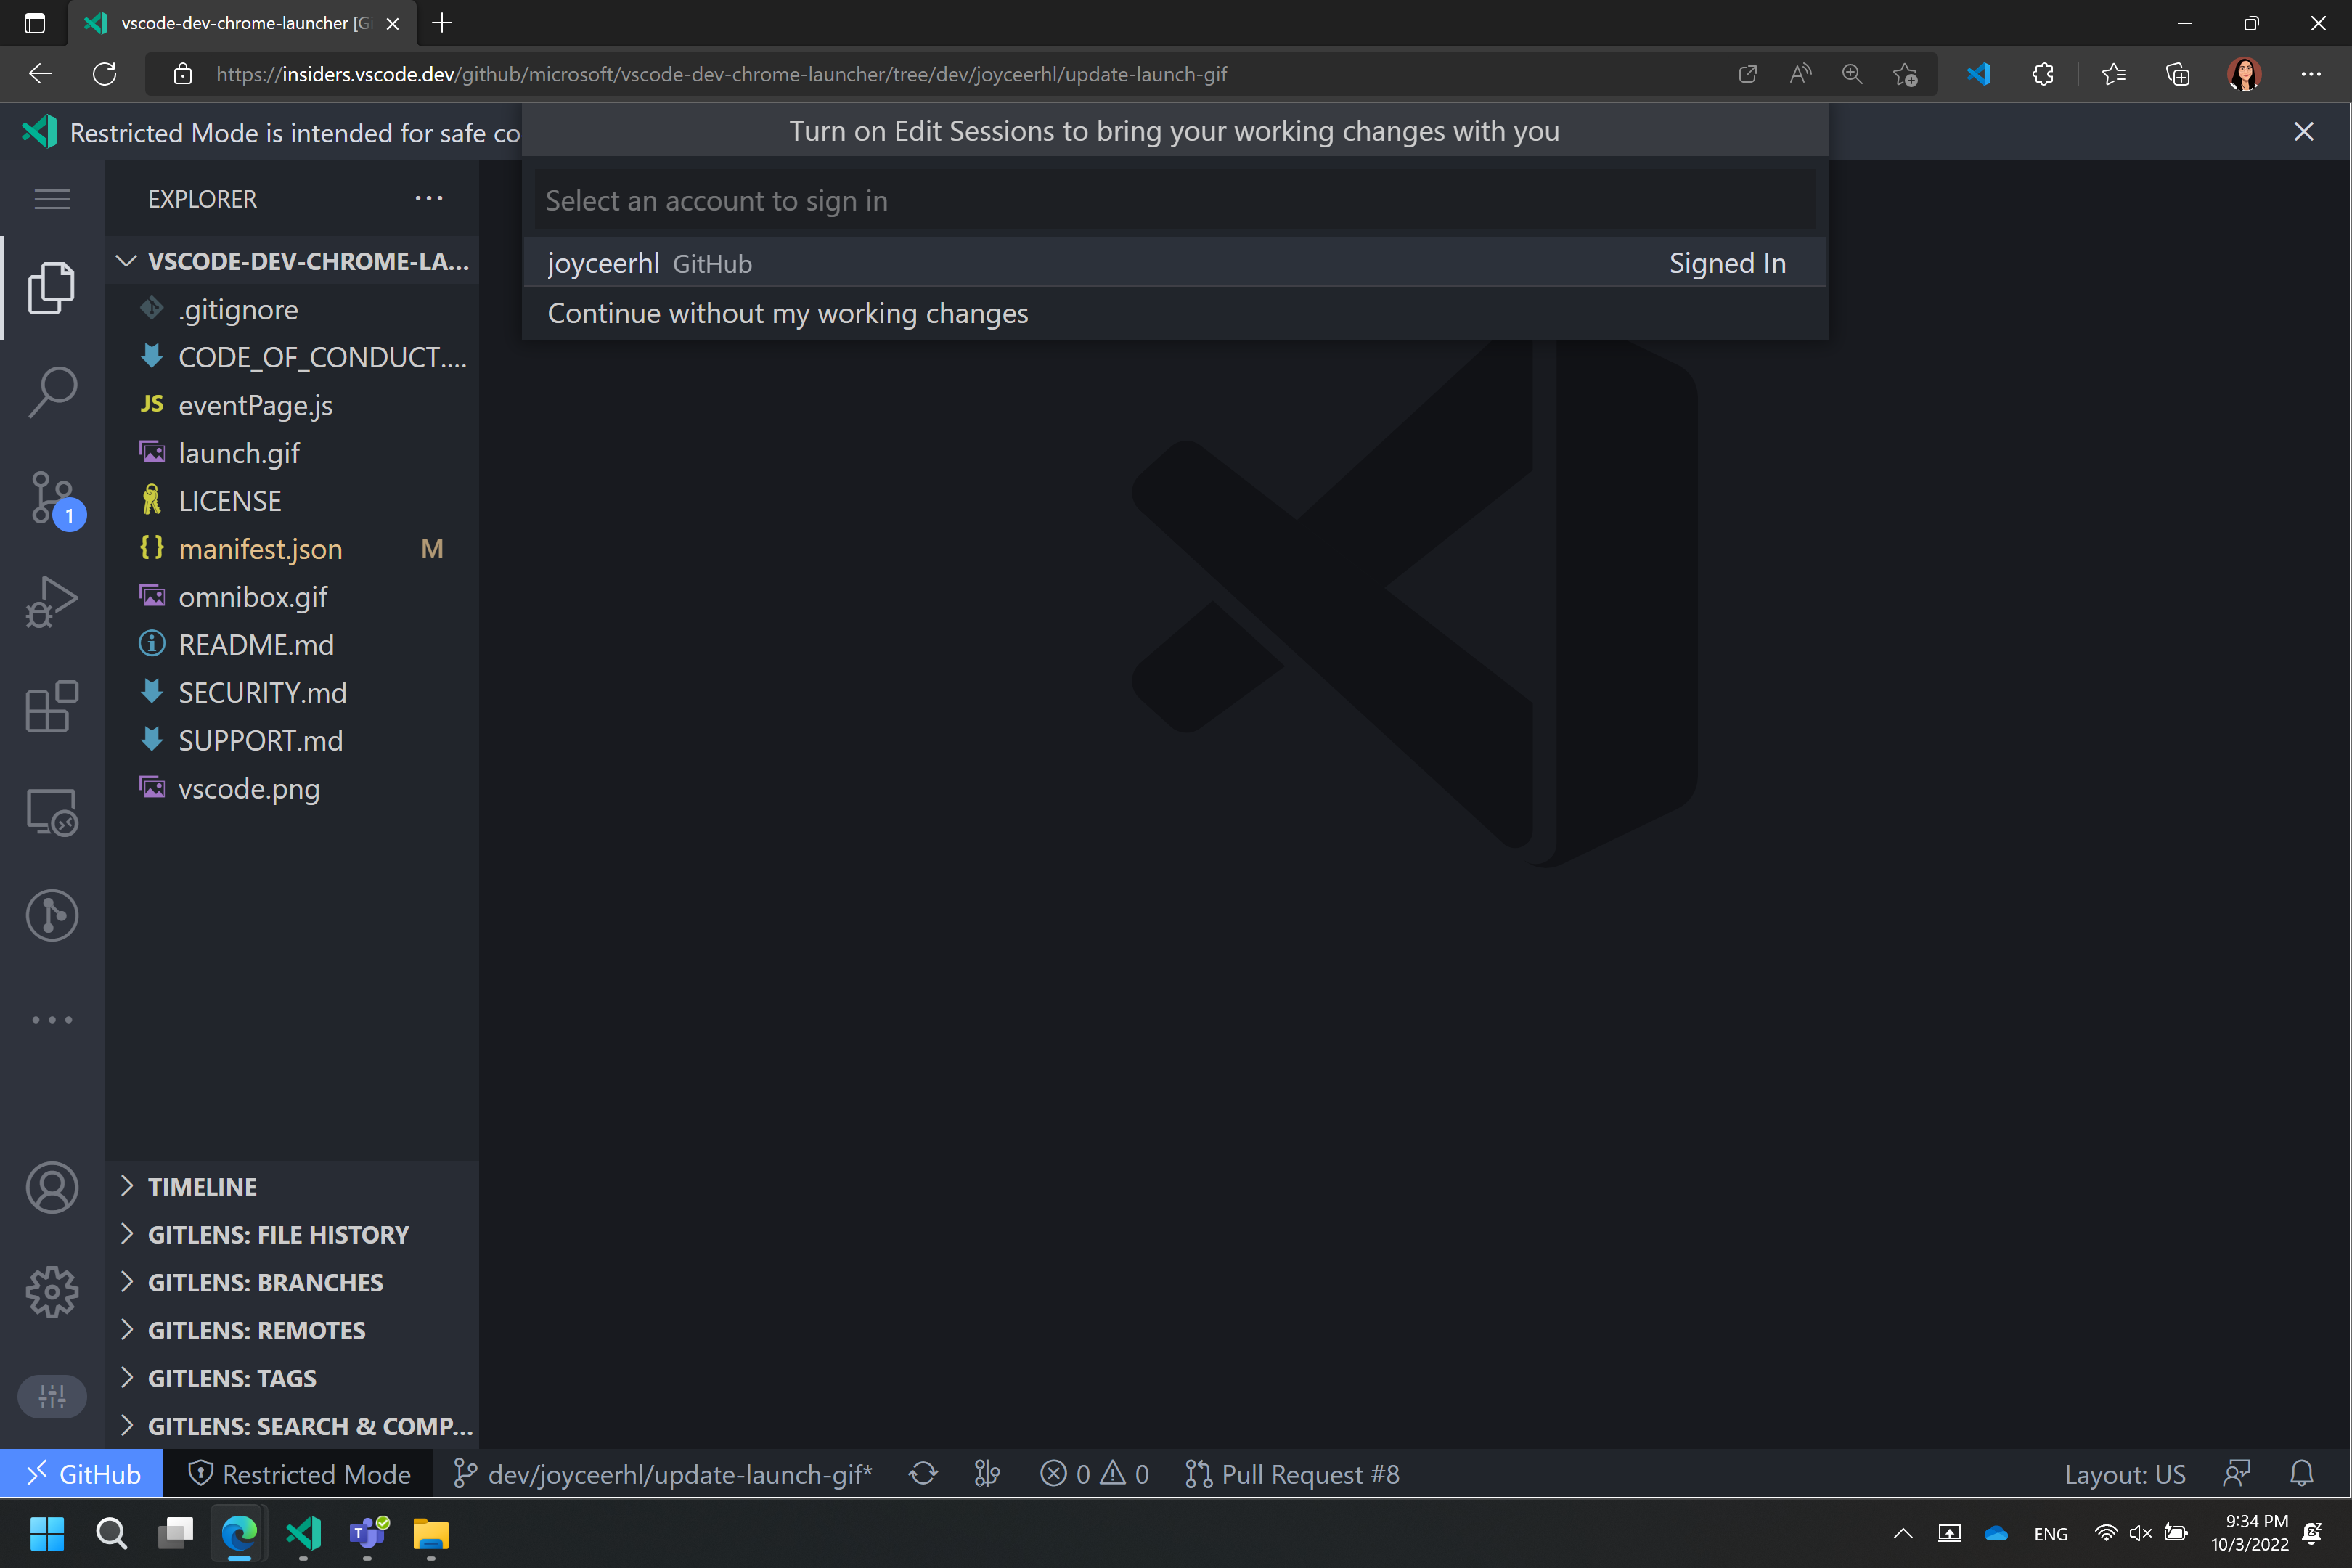 vscode-dev-chrome-launcher [G
https://insiders.vscode.dev/github/microsoft/vscode-dev-chrome-launcher/tree/dev/joyceerhl/update-launch-gif
Restricted Mode is intended for safe co
Turn on Edit Sessions to bring your working changes with you
Select an account to sign in
joyceerhl GitHub Signed In
Continue without my working changes
EXPLORER
VSCODE-DEV-CHROME-LA...
.gitignore
CODE_OF_CONDUCT....
JS eventPage.js
launch.gif
LICENSE
1
{} manifest.json M
omnibox.gif
README.md
SECURITY.md
SUPPORT.md
vscode.png
TIMELINE
GITLENS: FILE HISTORY
GITLENS: BRANCHES
GITLENS: REMOTES
GITLENS: TAGS
GITLENS: SEARCH & COMP...
GitHub Restricted Mode dev/joyceerhl/update-launch-gif* 0 0 Pull Request #8 Layout: US
ENG
9:34 PM
10/3/2022